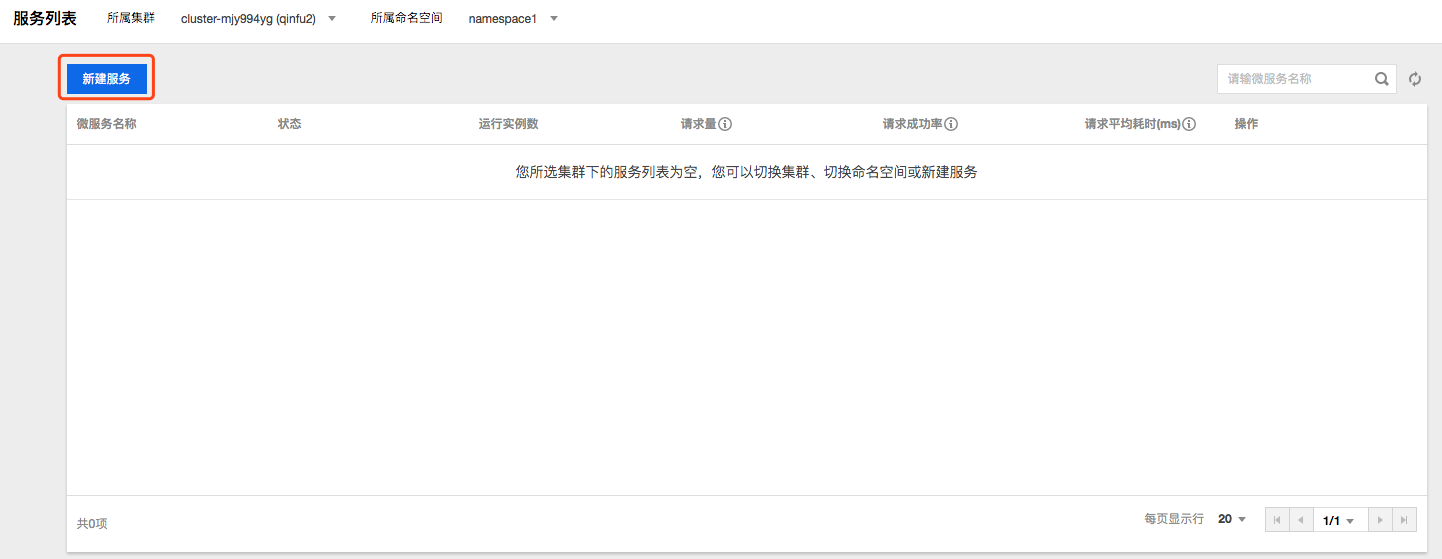 服务列表 所属集群 cluster-mjy994yg (qinfu2) 所属命名空间 namespace1
新建服务 请输微服务名称
微服务名称 状态 运行实例数 请求量 请求成功率 请求平均耗时(ms) 操作
您所选集群下的服务列表为空，您可以切换集群、切换命名空间或新建服务
共0项 每页显示行 20 1/1